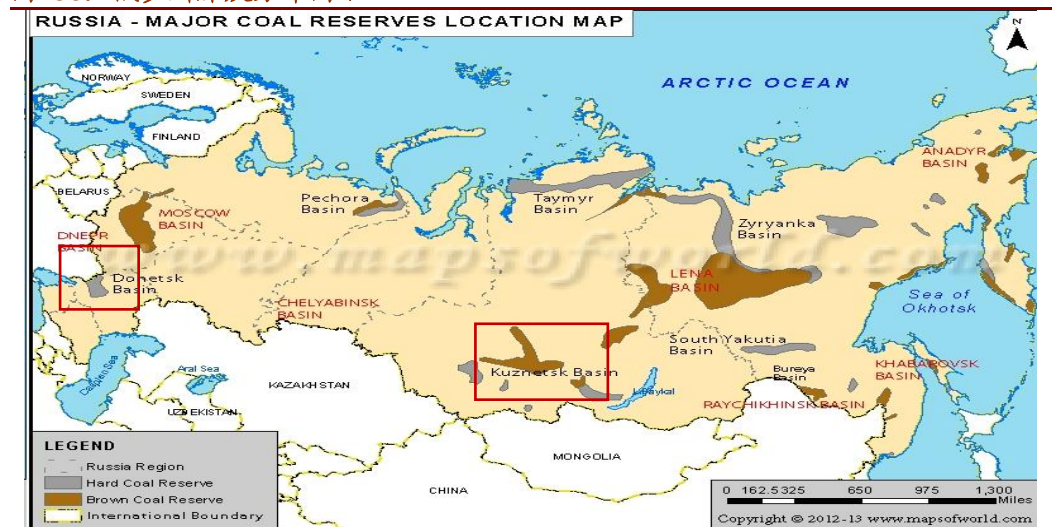 RUSSIA - MAJOR COAL RESERVES LOCATION MAP
ARCTIC OCEAN
NORWAY
SWEDEN
FINLAND
BELARUS
ANADYR
BASIN
Pechora
Basin
Taymyr
Basin
MOSCOW
BASIN
Zyryanka
Basin
DNEPR
BASIN
www.mapsofworld.com
Donetsk
Basin
LENA
BASIN
Sea of
Okhotsk
CHELYABINSK
BASIN
South Yakutia
Basin
Kuznetsk Basin
KHABAROVSK
BASIN
Bureya
Basin
Caspian Sea
Aral Sea
KAZAKHSTAN
L.Baykal
RAYCHIKHINSK BASIN
UZBEKISTAN
MONGOLIA
CHINA
LEGEND
Russia Region
Hard Coal Reserve
Brown Coal Reserve
International Boundary
0 162.5325 650 975 1,300
Miles
Copyright © 2012-13 www.mapsofworld.com